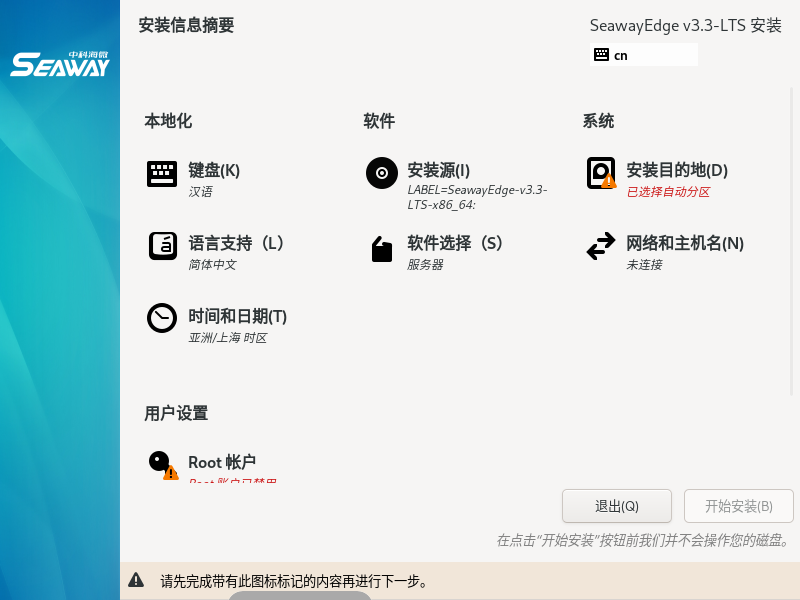 中科海微
SEAWAY
安装信息摘要
SeawayEdge v3.3-LTS 安装
cn
本地化
键盘(K)
汉语
语言支持（L）
简体中文
时间和日期(T)
亚洲/上海 时区
软件
安装源(I)
LABEL=SeawayEdge-v3.3-
LTS-x86_64:
软件选择（S）
服务器
系统
安装目的地(D)
已选择自动分区
网络和主机名(N)
未连接
用户设置
Root 帐户
Root 账户已禁用
退出(Q)
开始安装(B)
在点击“开始安装”按钮前我们并不会操作您的磁盘。
请先完成带有此图标标记的内容再进行下一步。